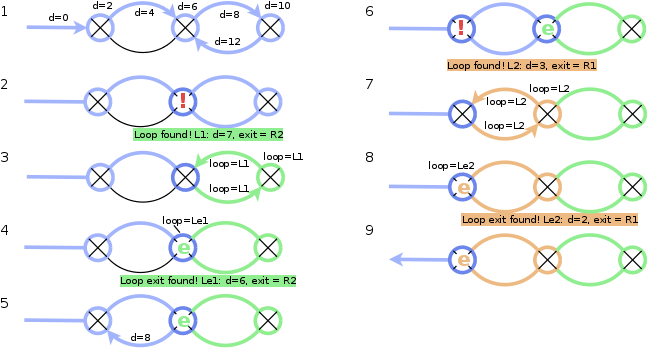 1
d=0
d=2
d=4
d=6
d=8
d=10
d=12
2
!
Loop found! L1: d=7, exit = R2
3
loop=L1
loop=L1
loop=L1
4
loop=Le1
e
Loop exit found! Le1: d=6, exit = R2
5
e
d=8
6
!
e
Loop found! L2: d=3, exit = R1
7
loop=L2
loop=L2
loop=L2
8
loop=Le2
e
Loop exit found! Le2: d=2, exit = R1
9
e